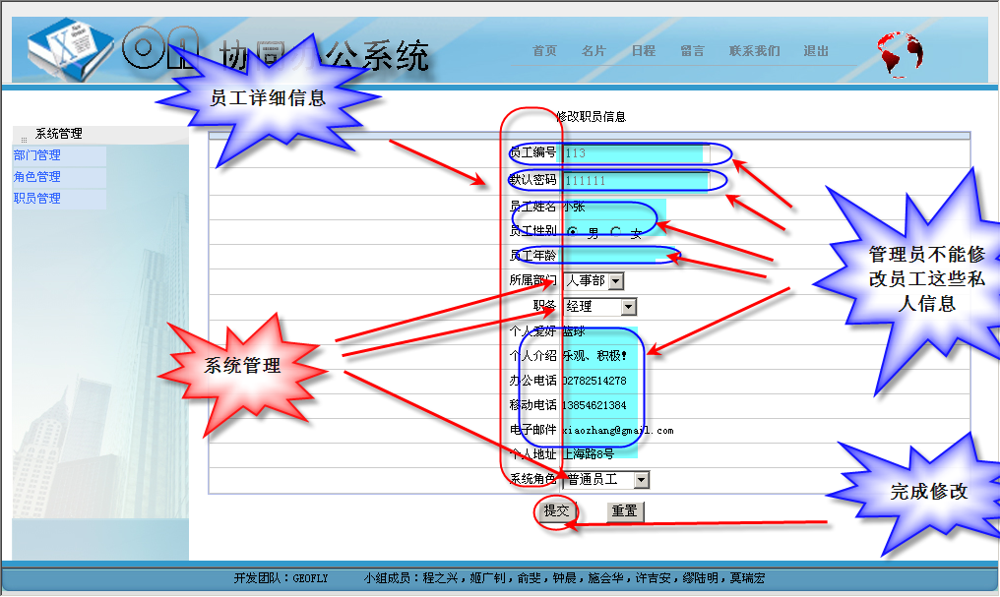 OA 协同办公系统
首页 名片 日程 留言 联系我们 退出
员工详细信息
修改职员信息
系统管理
部门管理
角色管理
职员管理
员工编号 113
默认密码 111111
员工姓名 小张
员工性别 男 女
员工年龄
所属部门 人事部
职务 经理
个人爱好 篮球
个人介绍 乐观、积极!
办公电话 02782514278
移动电话 13854621384
电子邮件 xiaozhang@gmail.com
个人地址 上海路8号
系统角色 普通员工
提交 重置
管理员不能修
改员工这些私
人信息
系统管理
完成修改
开发团队:GEOFLY 小组成员:程之兴,姬广钊,俞斐,钟晨,施会华,许吉安,缪陆明,莫瑞宏